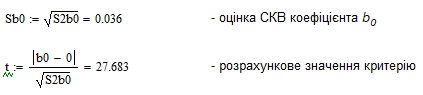 Sb0 := √S2b0 = 0.036 - оцінка СКВ коефіцієнта b₀
t := |b0 − 0| / √S2b0 = 27.683 - розрахункове значення критерію